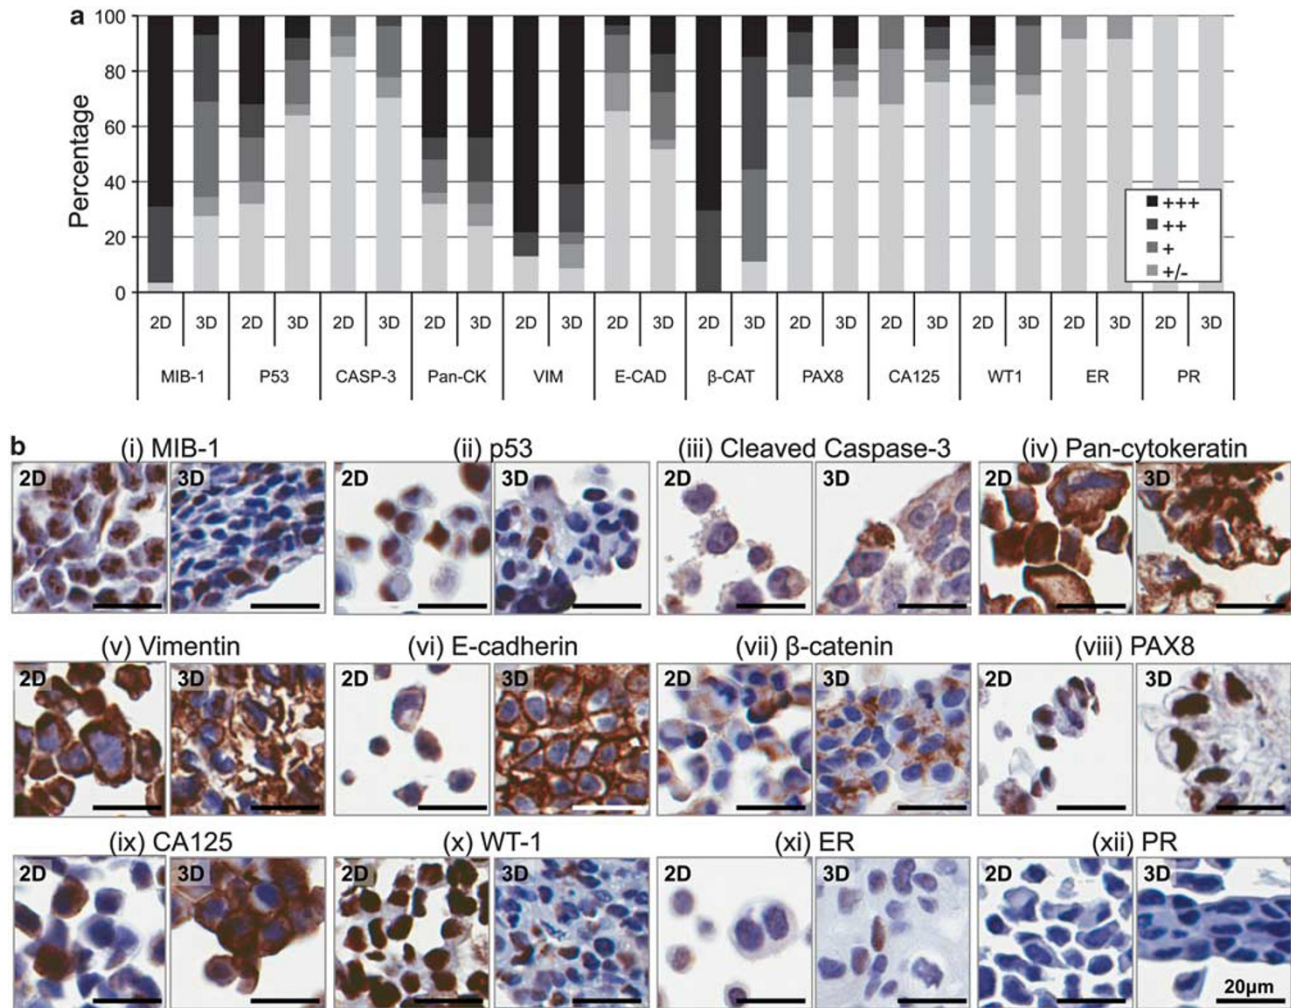 a
Percentage
100
80
60
40
20
0
+++
++
+
+/-
2D 3D 2D 3D 2D 3D 2D 3D 2D 3D 2D 3D 2D 3D 2D 3D 2D 3D 2D 3D 2D 3D 2D 3D
MIB-1 P53 CASP-3 Pan-CK VIM E-CAD β-CAT PAX8 CA125 WT1 ER PR
b
(i) MIB-1 (ii) p53 (iii) Cleaved Caspase-3 (iv) Pan-cytokeratin
2D 3D 2D 3D 2D 3D 2D 3D
(v) Vimentin (vi) E-cadherin (vii) β-catenin (viii) PAX8
2D 3D 2D 3D 2D 3D 2D 3D
(ix) CA125 (x) WT-1 (xi) ER (xii) PR
2D 3D 2D 3D 2D 3D 2D 3D
20µm